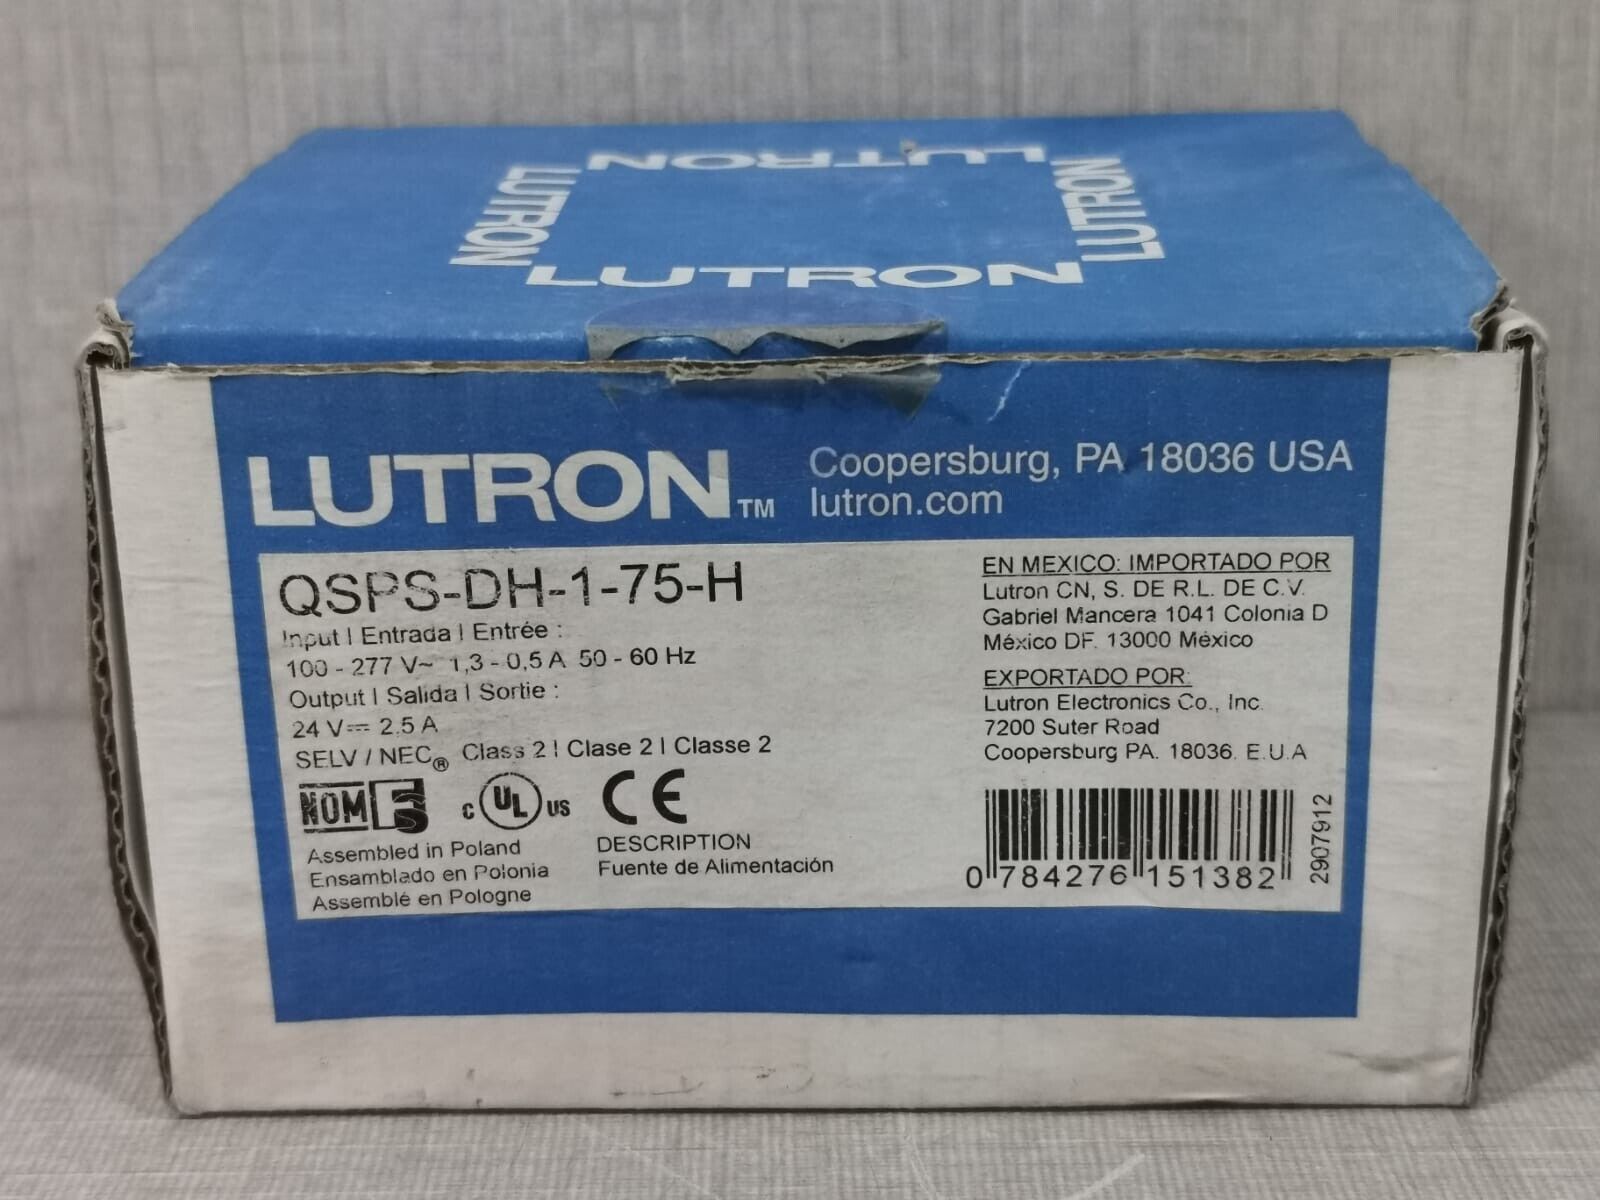 LUTRON
LUTRON
LUTRON
LUTRON
LUTRON™ Coopersburg, PA 18036 USA
lutron.com
QSPS-DH-1-75-H
Input | Entrada | Entrée :
100 - 277 V~ 1,3 - 0,5 A 50 - 60 Hz
Output | Salida | Sortie :
24 V⎓ 2.5 A
SELV / NEC® Class 2 | Clase 2 | Classe 2
NOM
c UL US CE
Assembled in Poland
Ensamblado en Polonia
Assemblé en Pologne
DESCRIPTION
Fuente de Alimentación
EN MEXICO: IMPORTADO POR
Lutron CN, S. DE R.L. DE C.V.
Gabriel Mancera 1041 Colonia D
México DF. 13000 México
EXPORTADO POR:
Lutron Electronics Co., Inc.
7200 Suter Road
Coopersburg PA. 18036. E.U.A
0 784276 151382
2907912